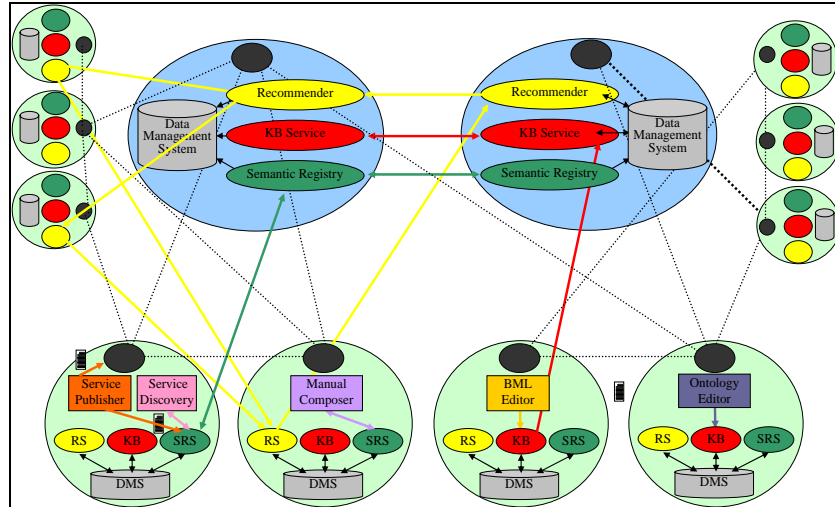 Recommender
KB Service
Semantic Registry
Data
Management
System
Recommender
KB Service
Semantic Registry
Data
Management
System
Service
Publisher
Service
Discovery
RS
KB
SRS
DMS
Manual
Composer
RS
KB
SRS
DMS
BML
Editor
RS
KB
SRS
DMS
Ontology
Editor
RS
KB
SRS
DMS